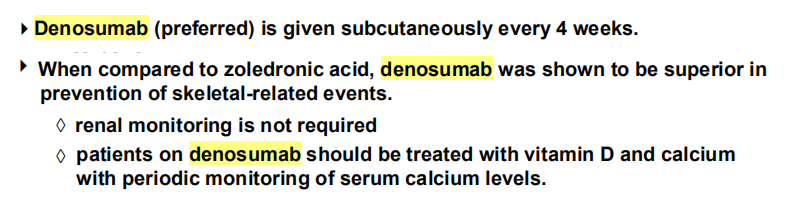 ▸ Denosumab (preferred) is given subcutaneously every 4 weeks.
▸ When compared to zoledronic acid, denosumab was shown to be superior in
prevention of skeletal-related events.
◊ renal monitoring is not required
◊ patients on denosumab should be treated with vitamin D and calcium
with periodic monitoring of serum calcium levels.